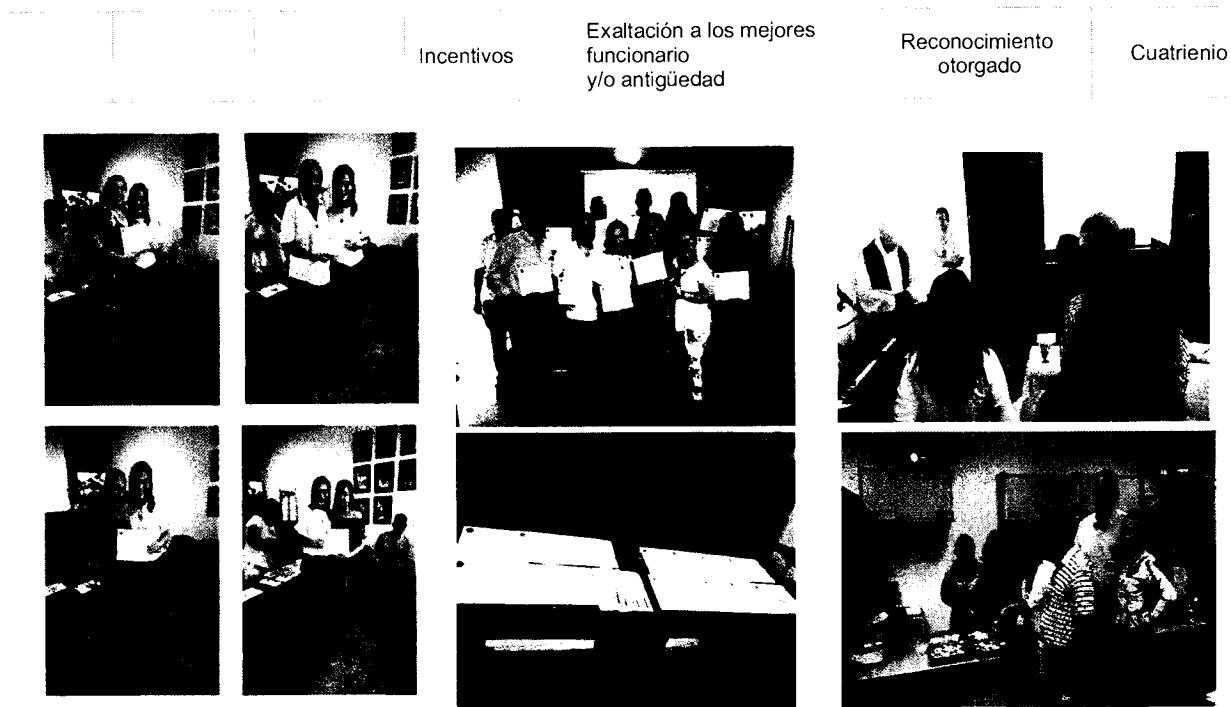 Incentivos
Exaltación a los mejores
funcionario
y/o antigüedad
Reconocimiento
otorgado
Cuatrienio